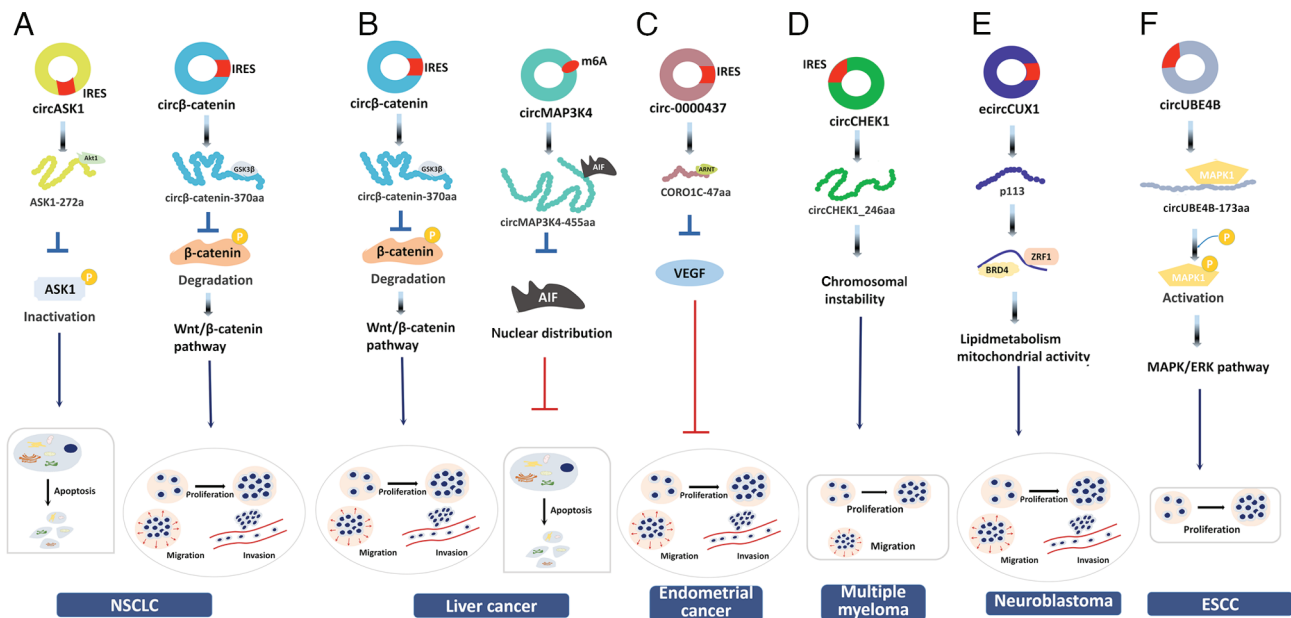 A
IRES
circASK1
Akt1
ASK1-272a
P
ASK1
Inactivation
Apoptosis
IRES
circβ-catenin
GSK3β
circβ-catenin-370aa
P
β-catenin
Degradation
Wnt/β-catenin
pathway
Proliferation
Migration
Invasion
NSCLC
B
IRES
circβ-catenin
GSK3β
circβ-catenin-370aa
P
β-catenin
Degradation
Wnt/β-catenin
pathway
Proliferation
Migration
Invasion
m6A
circMAP3K4
AIF
circMAP3K4-455aa
AIF
Nuclear distribution
Apoptosis
Liver cancer
C
IRES
circ-0000437
ARNT
CORO1C-47aa
VEGF
Proliferation
Migration
Invasion
Endometrial
cancer
D
IRES
circCHEK1
circCHEK1_246aa
Chromosomal
instability
Proliferation
Migration
Multiple
myeloma
E
ecircCUX1
p113
ZRF1
BRD4
Lipidmetabolism
mitochondrial activity
Proliferation
Migration
Invasion
Neuroblastoma
F
circUBE4B
MAPK1
circUBE4B-173aa
P
P
MAPK1
Activation
MAPK/ERK pathway
Proliferation
ESCC